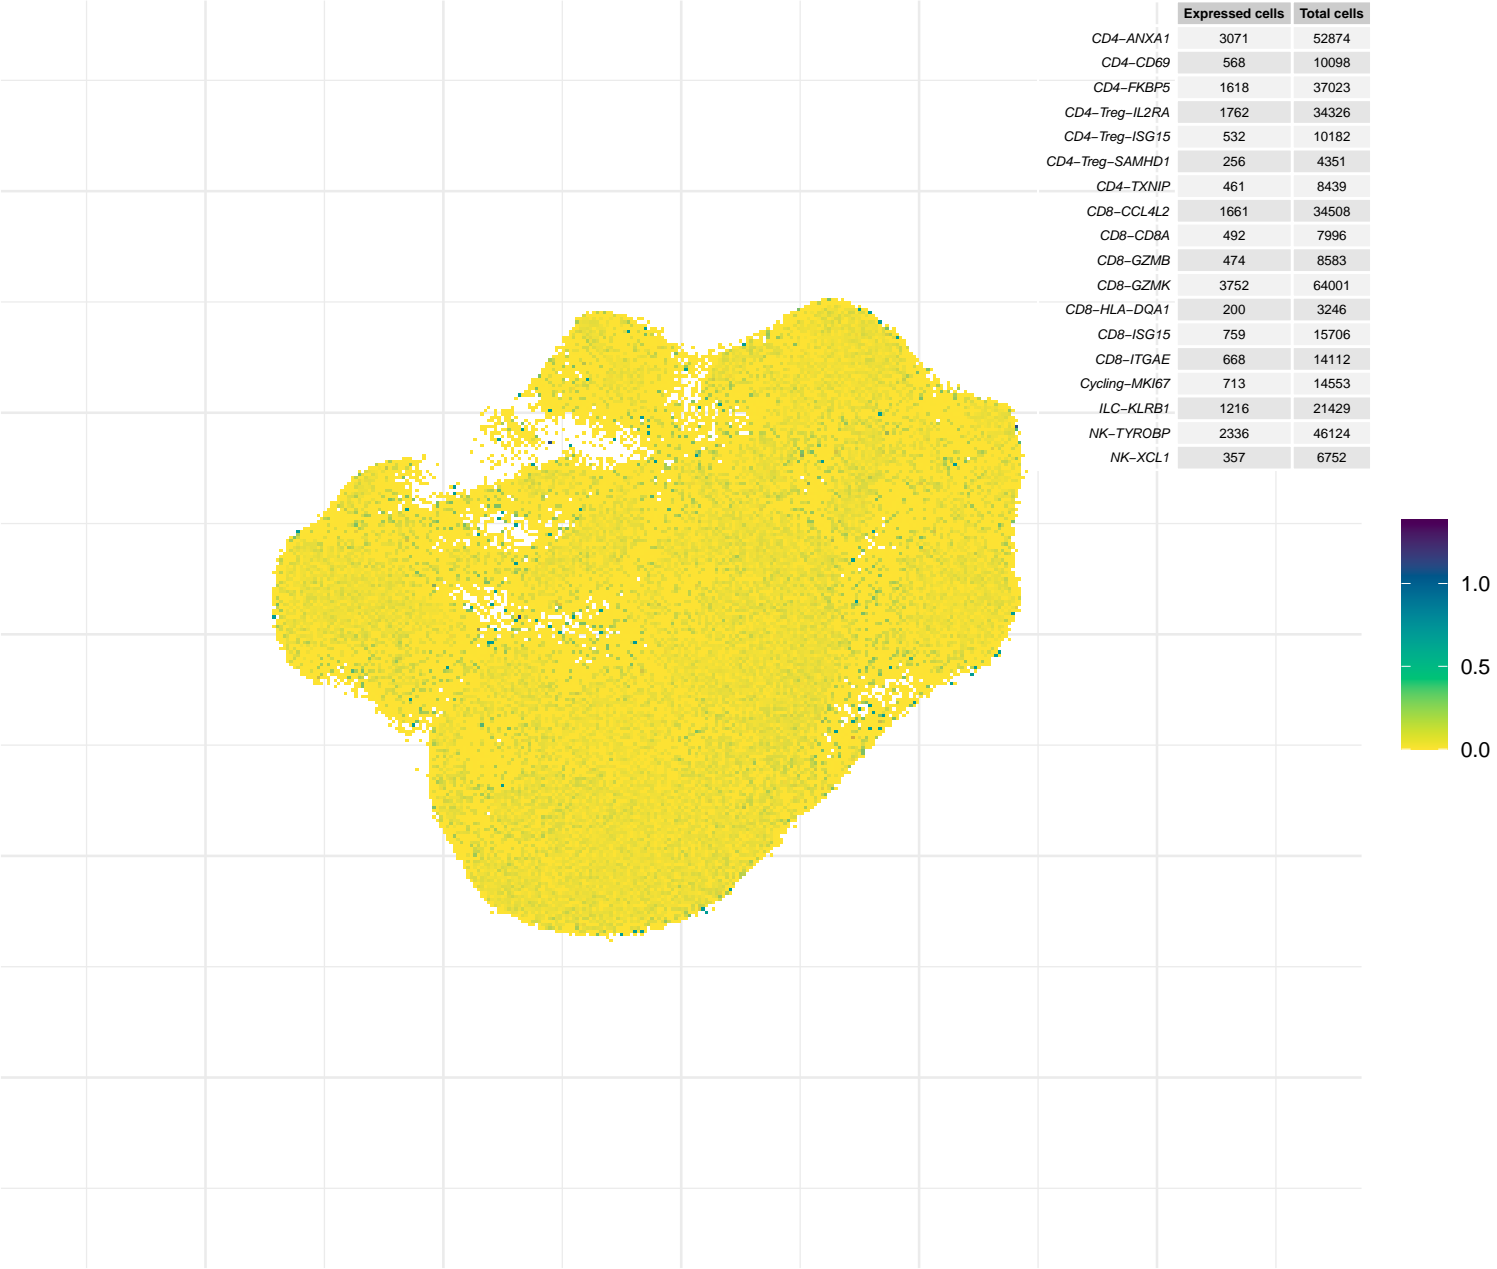 Expressed cells Total cells
CD4−ANXA1 3071 52874
CD4−CD69 568 10098
CD4−FKBP5 1618 37023
CD4−Treg−IL2RA 1762 34326
CD4−Treg−ISG15 532 10182
CD4−Treg−SAMHD1 256 4351
CD4−TXNIP 461 8439
CD8−CCL4L2 1661 34508
CD8−CD8A 492 7996
CD8−GZMB 474 8583
CD8−GZMK 3752 64001
CD8−HLA−DQA1 200 3246
CD8−ISG15 759 15706
CD8−ITGAE 668 14112
Cycling−MKI67 713 14553
ILC−KLRB1 1216 21429
NK−TYROBP 2336 46124
NK−XCL1 357 6752
1.0
0.5
0.0